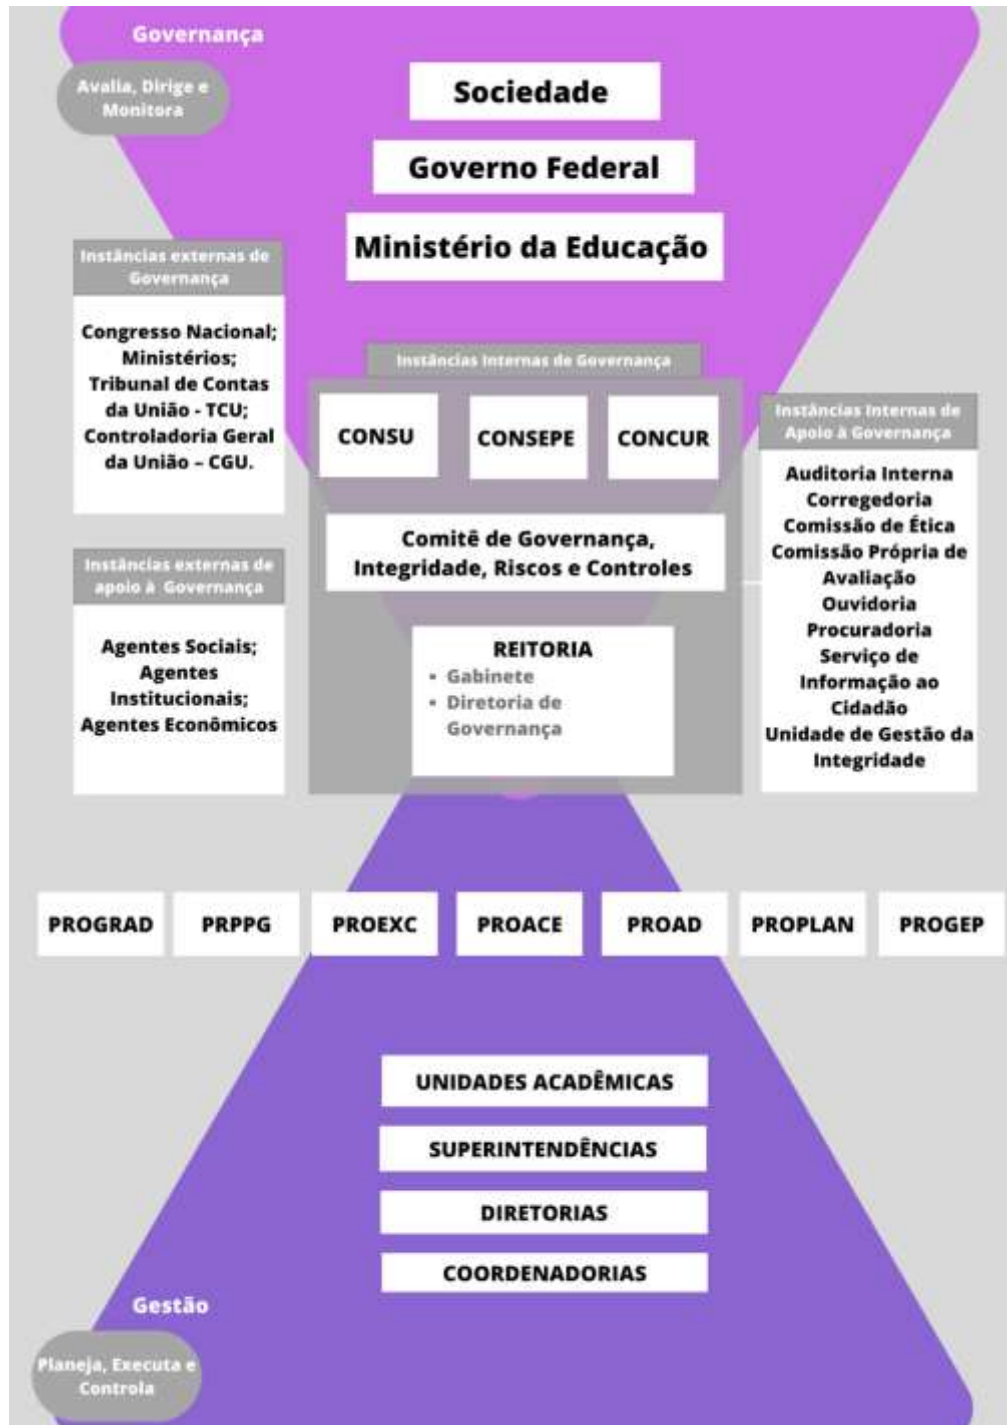 Governança
Avalia, Dirige e
Monitora
Sociedade
Governo Federal
Ministério da Educação
Instâncias externas de
Governança
Congresso Nacional;
Ministérios;
Tribunal de Contas
da União - TCU;
Controladoria Geral
da União – CGU.
Instâncias Internas de Governança
CONSU
CONSEPE
CONCUR
Comitê de Governança,
Integridade, Riscos e Controles
REITORIA
▪ Gabinete
▪ Diretoria de
Governança
Instâncias Internas de
Apoio à Governança
Auditoria Interna
Corregedoria
Comissão de Ética
Comissão Própria de
Avaliação
Ouvidoria
Procuradoria
Serviço de
Informação ao
Cidadão
Unidade de Gestão da
Integridade
Instâncias externas de
apoio à Governança
Agentes Sociais;
Agentes
Institucionais;
Agentes Econômicos
PROGRAD
PRPPG
PROEXC
PROACE
PROAD
PROPLAN
PROGEP
UNIDADES ACADÊMICAS
SUPERINTENDÊNCIAS
DIRETORIAS
COORDENADORIAS
Gestão
Planeja, Executa e
Controla